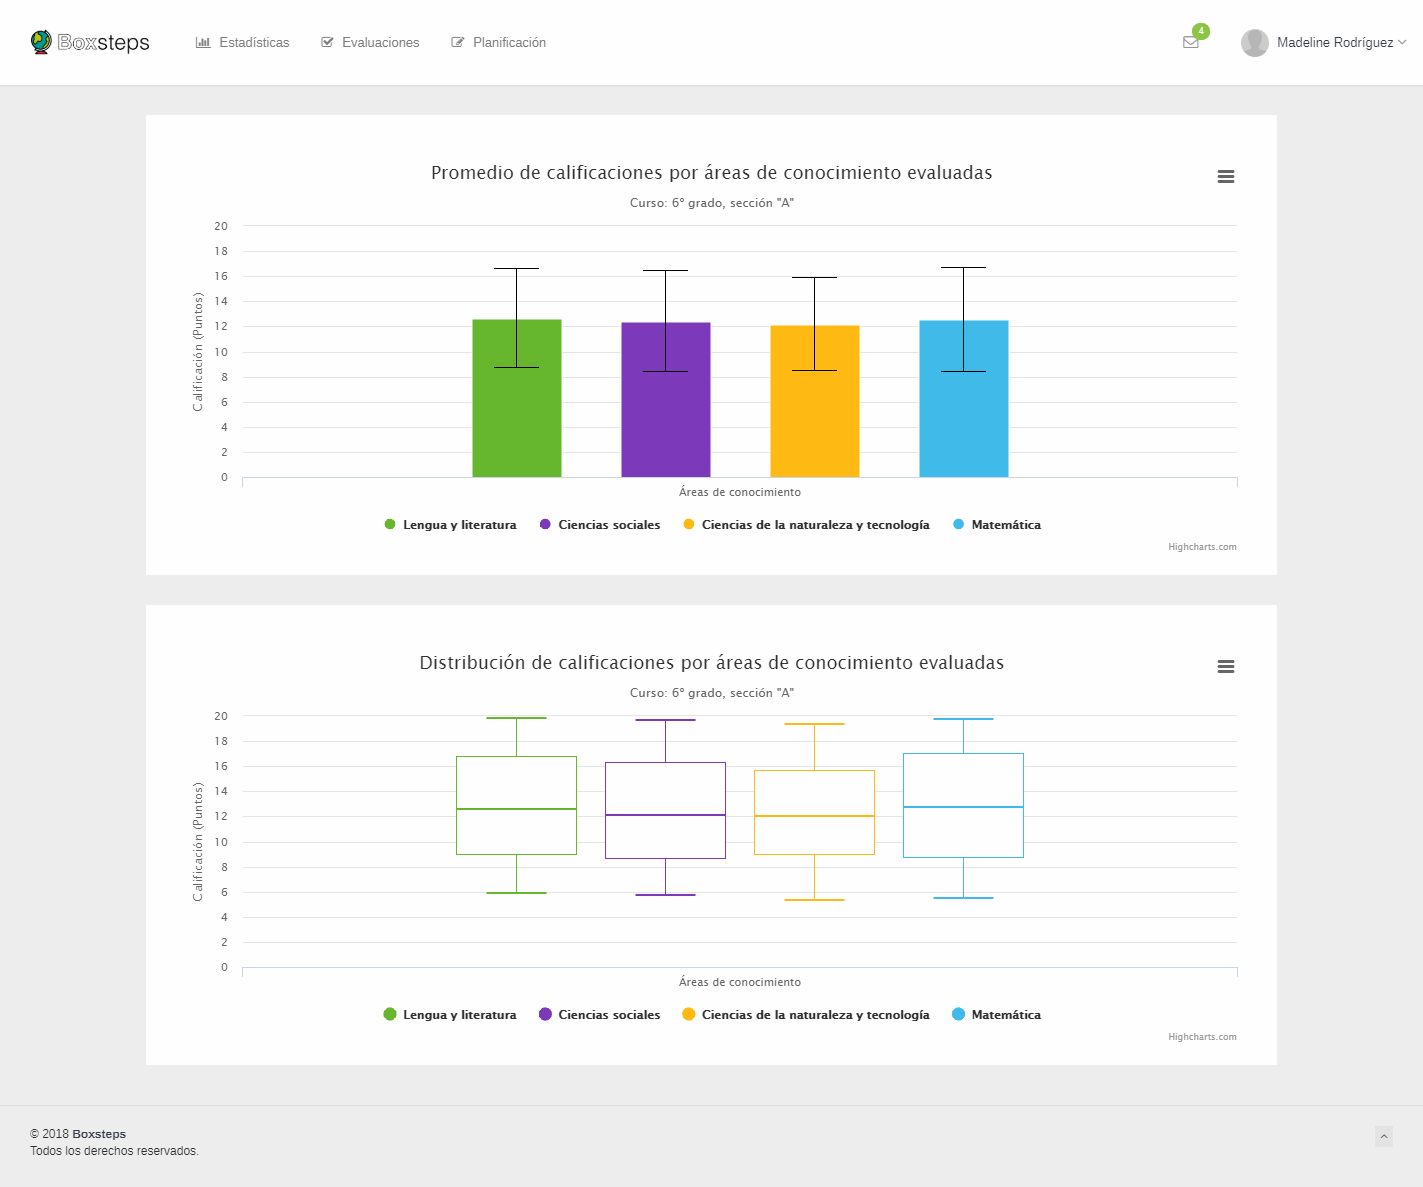 Boxsteps
Estadísticas
Evaluaciones
Planificación
4
Madeline Rodríguez
Promedio de calificaciones por áreas de conocimiento evaluadas
Curso: 6º grado, sección "A"
Calificación (Puntos)
20
18
16
14
12
10
8
6
4
2
0
Áreas de conocimiento
Lengua y literatura
Ciencias sociales
Ciencias de la naturaleza y tecnología
Matemática
Highcharts.com
Distribución de calificaciones por áreas de conocimiento evaluadas
Curso: 6º grado, sección "A"
Calificación (Puntos)
20
18
16
14
12
10
8
6
4
2
0
Áreas de conocimiento
Lengua y literatura
Ciencias sociales
Ciencias de la naturaleza y tecnología
Matemática
Highcharts.com
© 2018 Boxsteps
Todos los derechos reservados.